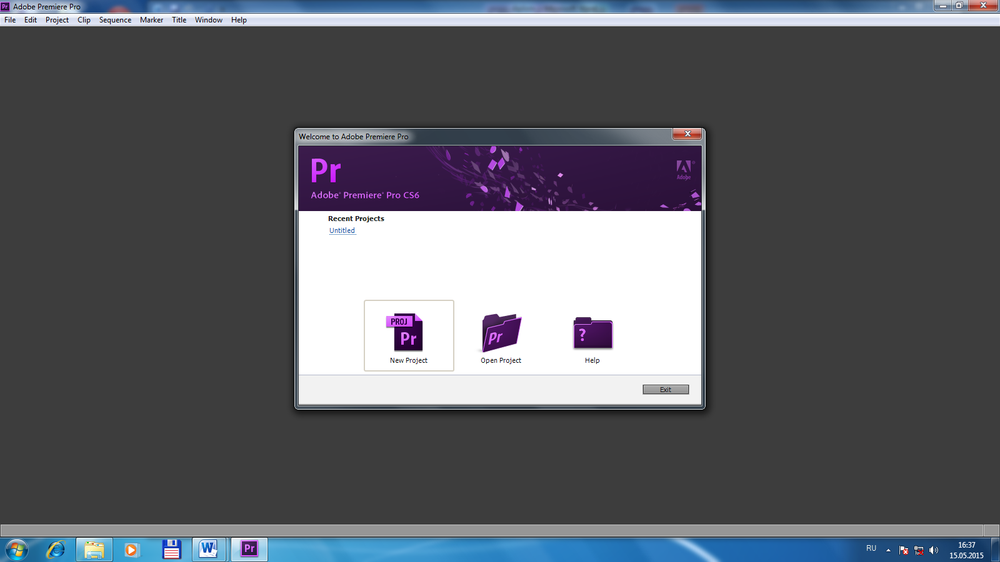 Pr Adobe Premiere Pro
File Edit Project Clip Sequence Marker Title Window Help
Welcome to Adobe Premiere Pro
Pr
Adobe® Premiere® Pro CS6
Adobe®
Recent Projects
Untitled
PROJ
Pr
New Project
Pr
Open Project
?
Help
Exit
W
Pr
RU
16:37
15.05.2015